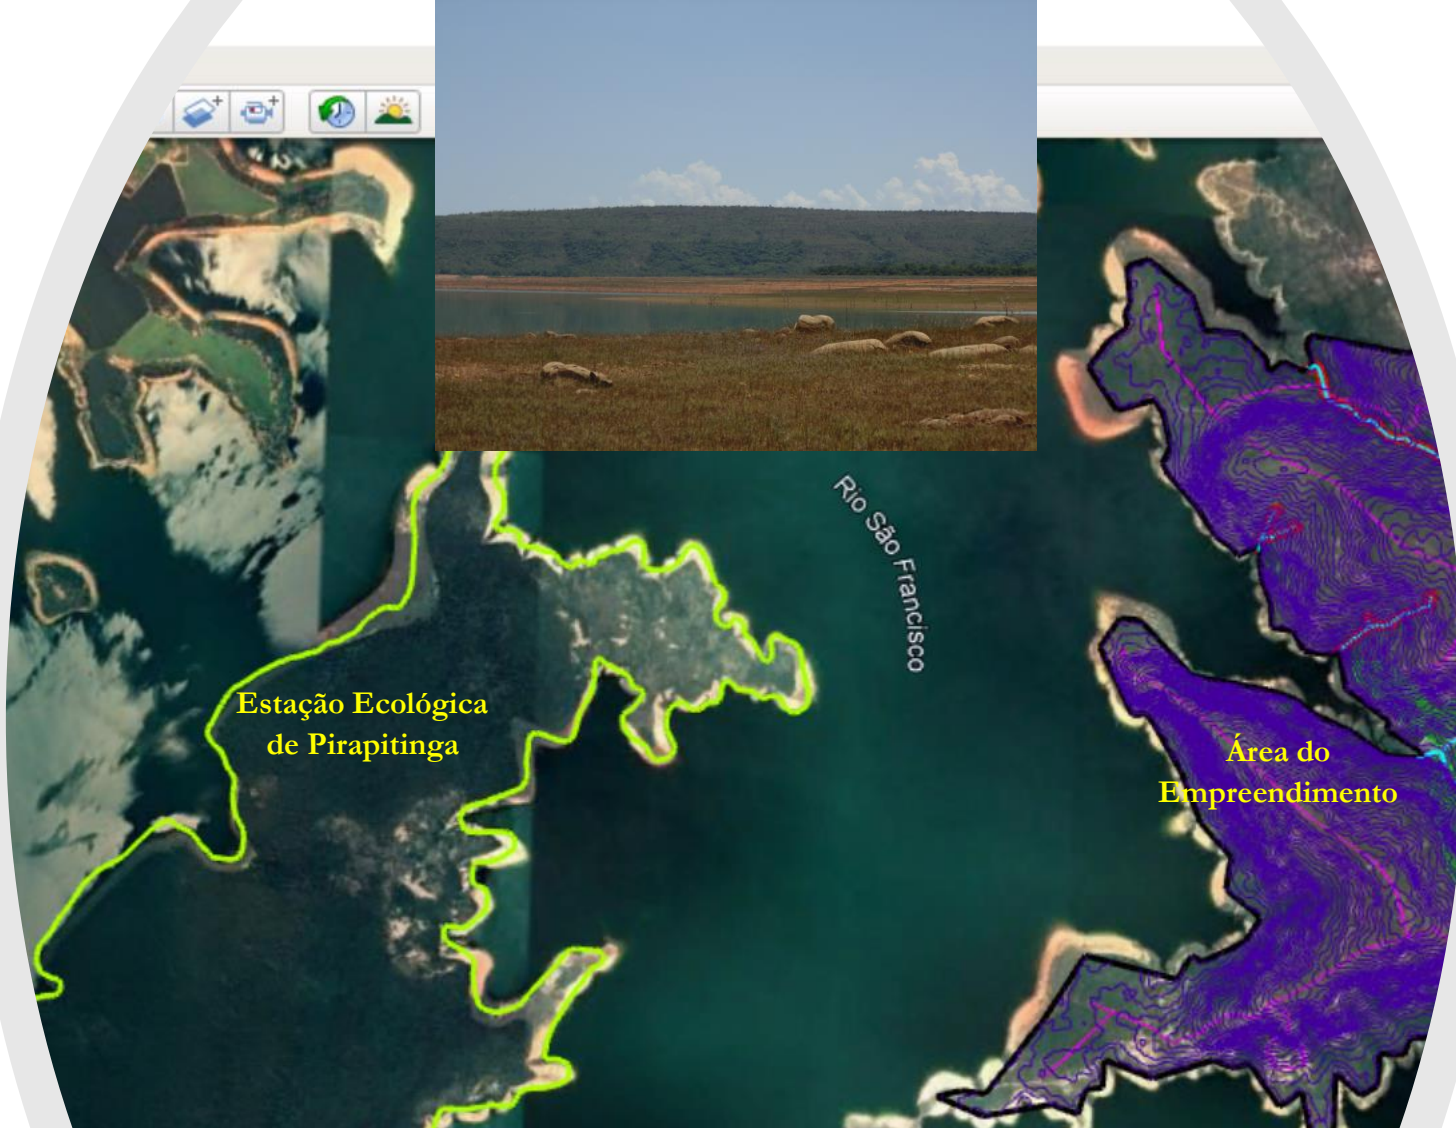 Rio São Francisco
Estação Ecológica
de Pirapitinga
Área do
Empreendimento